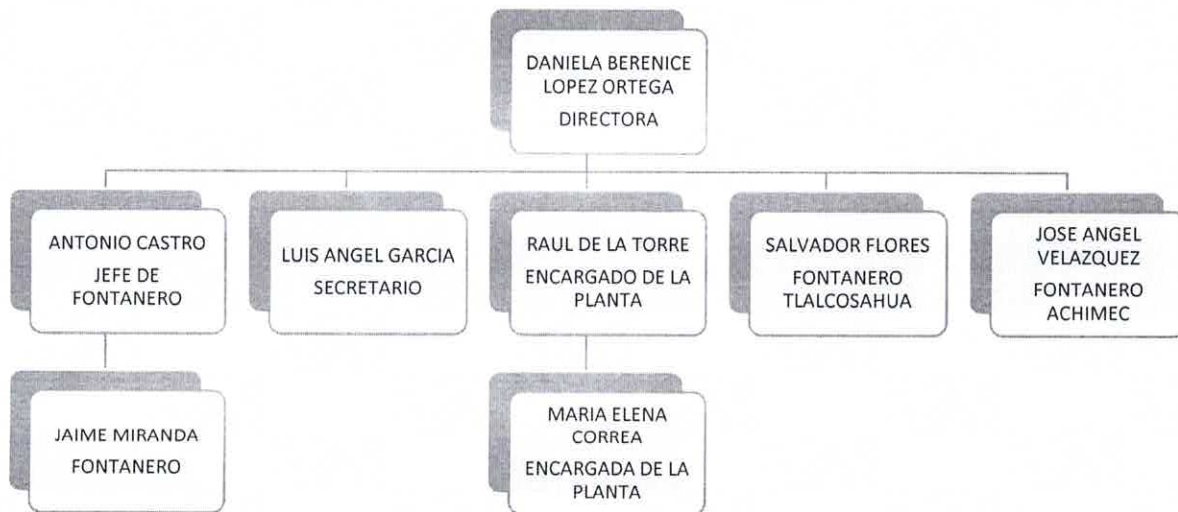 DANIELA BERENICE
LOPEZ ORTEGA
DIRECTORA
ANTONIO CASTRO
JEFE DE
FONTANERO
LUIS ANGEL GARCIA
SECRETARIO
RAUL DE LA TORRE
ENCARGADO DE LA
PLANTA
SALVADOR FLORES
FONTANERO
TLALCOSAHUA
JOSE ANGEL
VELAZQUEZ
FONTANERO
ACHIMEC
JAIME MIRANDA
FONTANERO
MARIA ELENA
CORREA
ENCARGADA DE LA
PLANTA